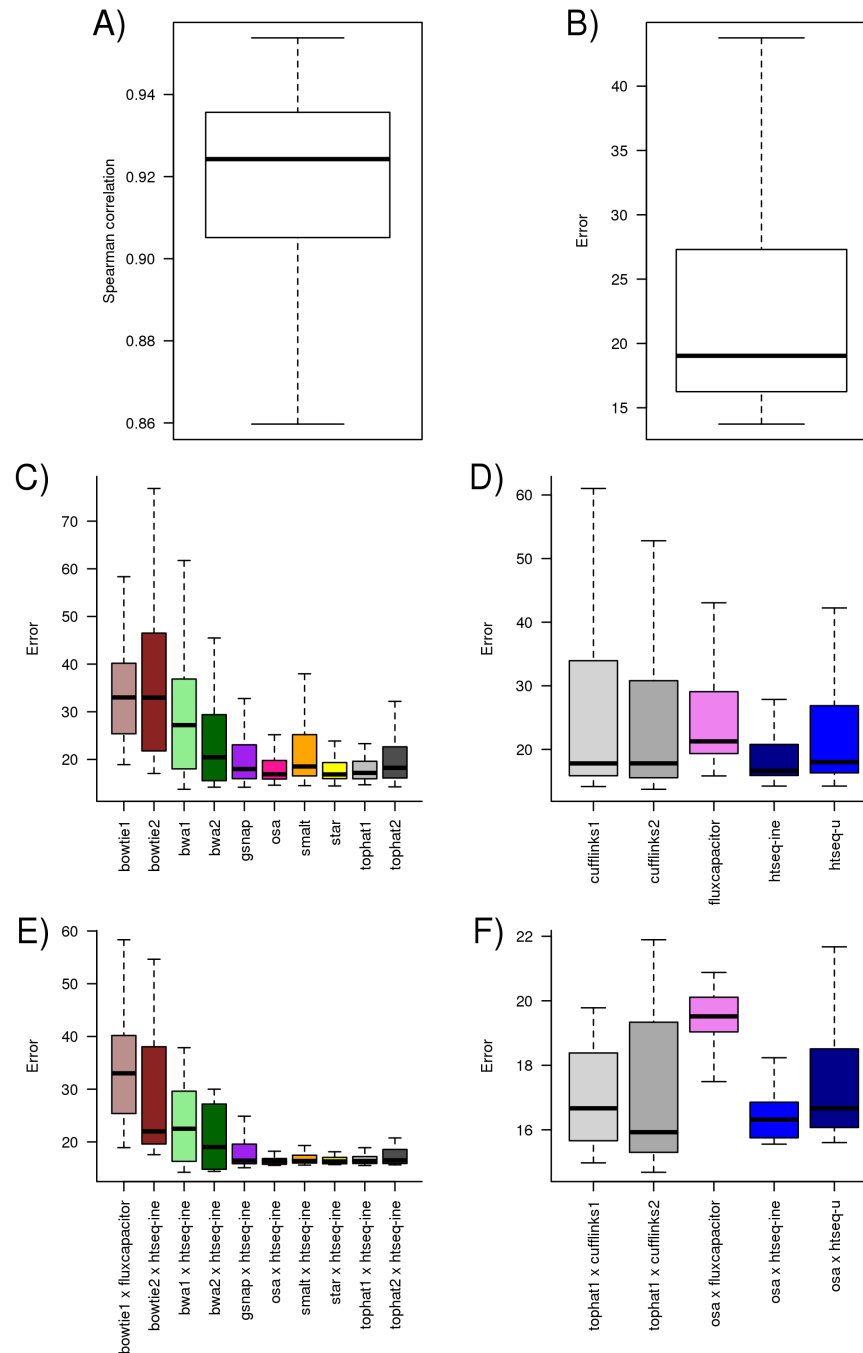 A)
Spearman correlation
0.94
0.92
0.90
0.88
0.86
B)
Error
40
35
30
25
20
15
C)
Error
70
60
50
40
30
20
bowtie1
bowtie2
bwa1
bwa2
gsnap
osa
smalt
star
tophat1
tophat2
D)
60
50
40
30
20
Error
cufflinks1
cufflinks2
fluxcapacitor
htseq-ine
htseq-u
E)
60
50
40
30
20
Error
bowtie1 x fluxcapacitor
bowtie2 x htseq-ine
bwa1 x htseq-ine
bwa2 x htseq-ine
gsnap x htseq-ine
osa x htseq-ine
smalt x htseq-ine
star x htseq-ine
tophat1 x htseq-ine
tophat2 x htseq-ine
F)
22
20
18
16
Error
tophat1 x cufflinks1
tophat1 x cufflinks2
osa x fluxcapacitor
osa x htseq-ine
osa x htseq-u